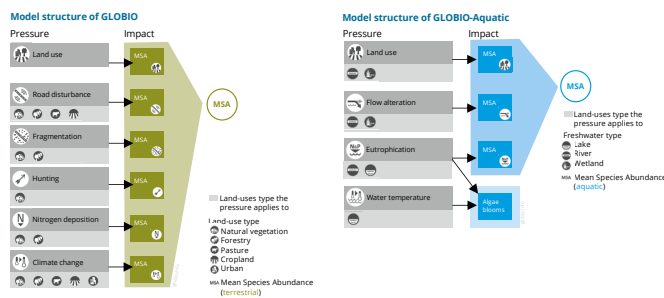 Model structure of GLOBIO
Pressure Impact
Land use
MSA
Road disturbance
MSA
Fragmentation
MSA
Hunting
MSA
Nitrogen deposition
N
MSA
Climate change
MSA
MSA
Land-uses type the
pressure applies to
Land-use type
Natural vegetation
Forestry
Pasture
Cropland
Urban
MSA Mean Species Abundance
(terrestrial)
Model structure of GLOBIO-Aquatic
Pressure Impact
Land use
MSA
Flow alteration
MSA
Eutrophication
N&P
MSA
Water temperature
Algae
blooms
MSA
Land-uses type the
pressure applies to
Freshwater type
Lake
River
Wetland
MSA Mean Species Abundance
(aquatic)